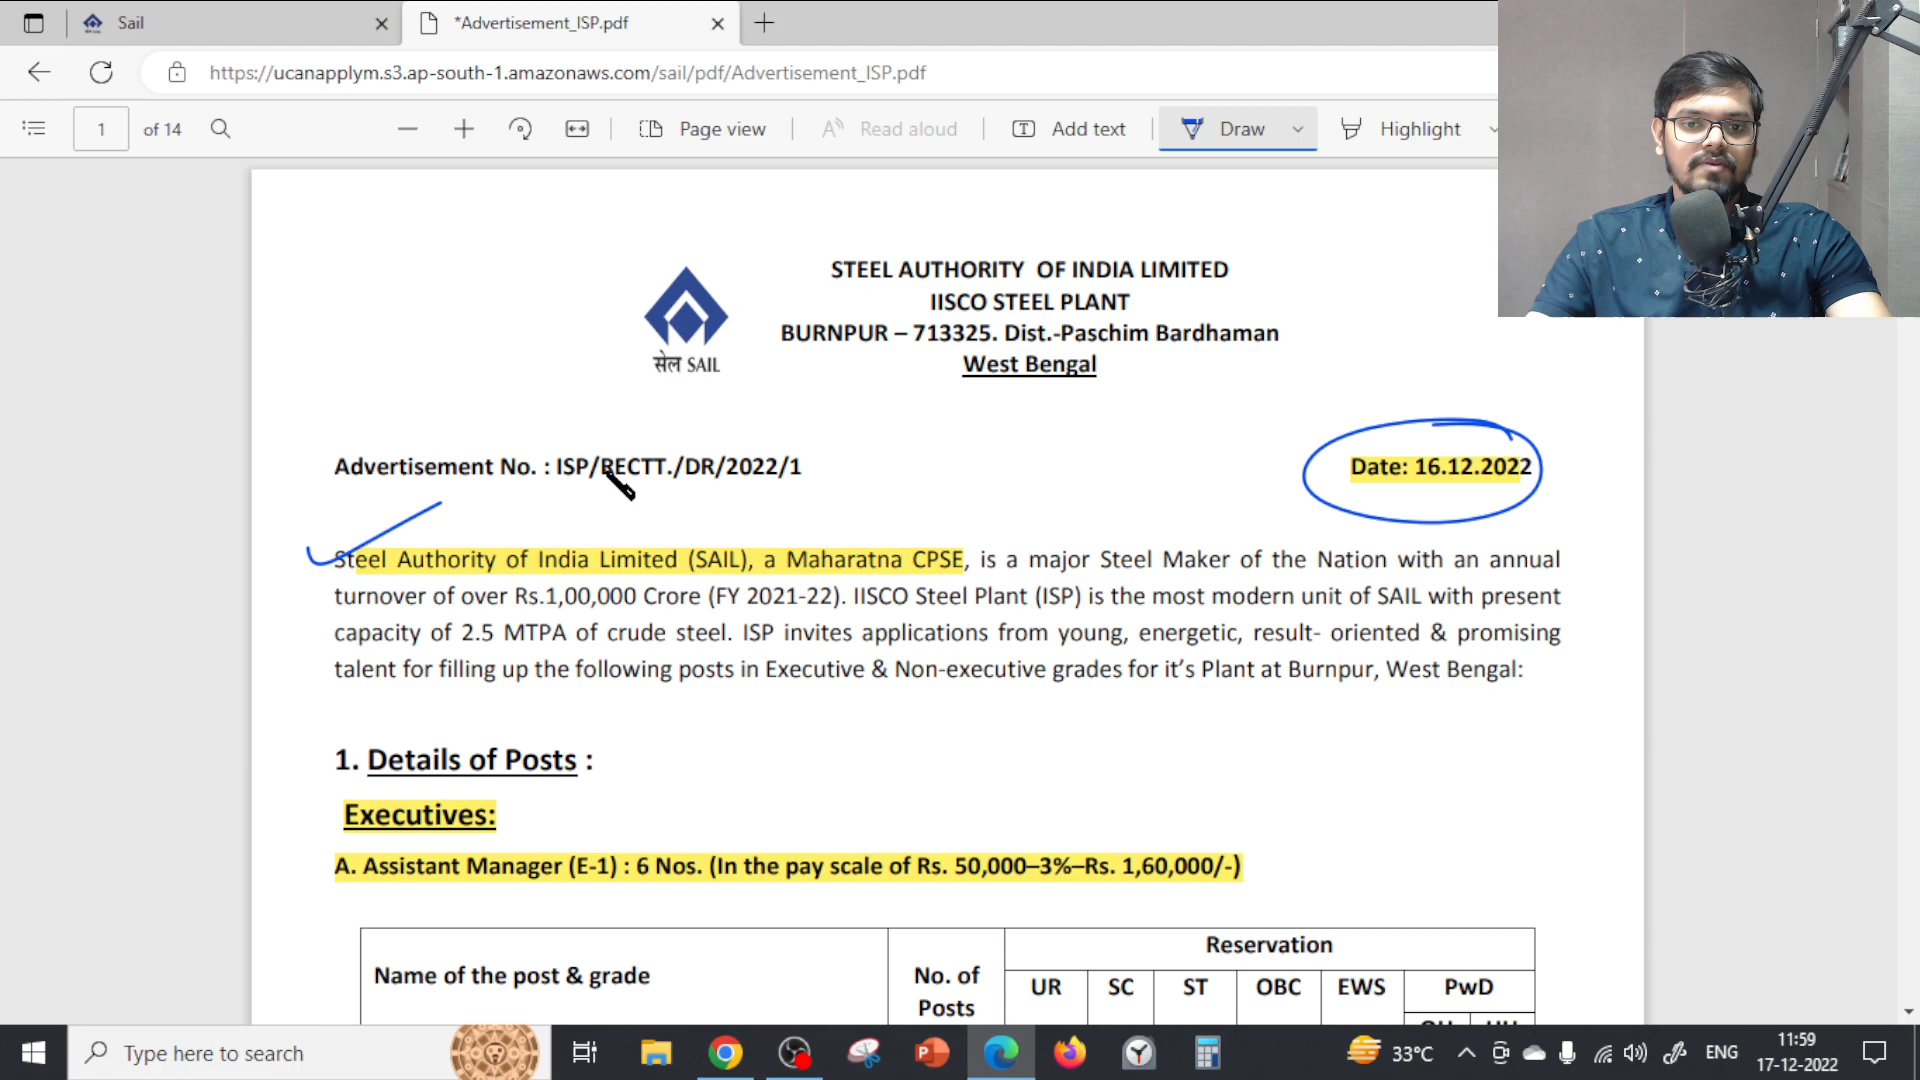 Sail
*Advertisement_ISP.pdf
https://ucanapplym.s3.ap-south-1.amazonaws.com/sail/pdf/Advertisement_ISP.pdf
1 of 14
Page view
Read aloud
Add text
Draw
Highlight
STEEL AUTHORITY OF INDIA LIMITED
IISCO STEEL PLANT
BURNPUR – 713325. Dist.-Paschim Bardhaman
West Bengal
सेल SAIL
Advertisement No. : ISP/RECTT./DR/2022/1
Date: 16.12.2022
Steel Authority of India Limited (SAIL), a Maharatna CPSE, is a major Steel Maker of the Nation with an annual
turnover of over Rs.1,00,000 Crore (FY 2021-22). IISCO Steel Plant (ISP) is the most modern unit of SAIL with present
capacity of 2.5 MTPA of crude steel. ISP invites applications from young, energetic, result- oriented & promising
talent for filling up the following posts in Executive & Non-executive grades for it's Plant at Burnpur, West Bengal:
1. Details of Posts :
Executives:
A. Assistant Manager (E-1) : 6 Nos. (In the pay scale of Rs. 50,000–3%–Rs. 1,60,000/-)
Name of the post & grade
No. of
Posts
Reservation
UR SC ST OBC EWS PwD
Type here to search
33°C
ENG
11:59
17-12-2022